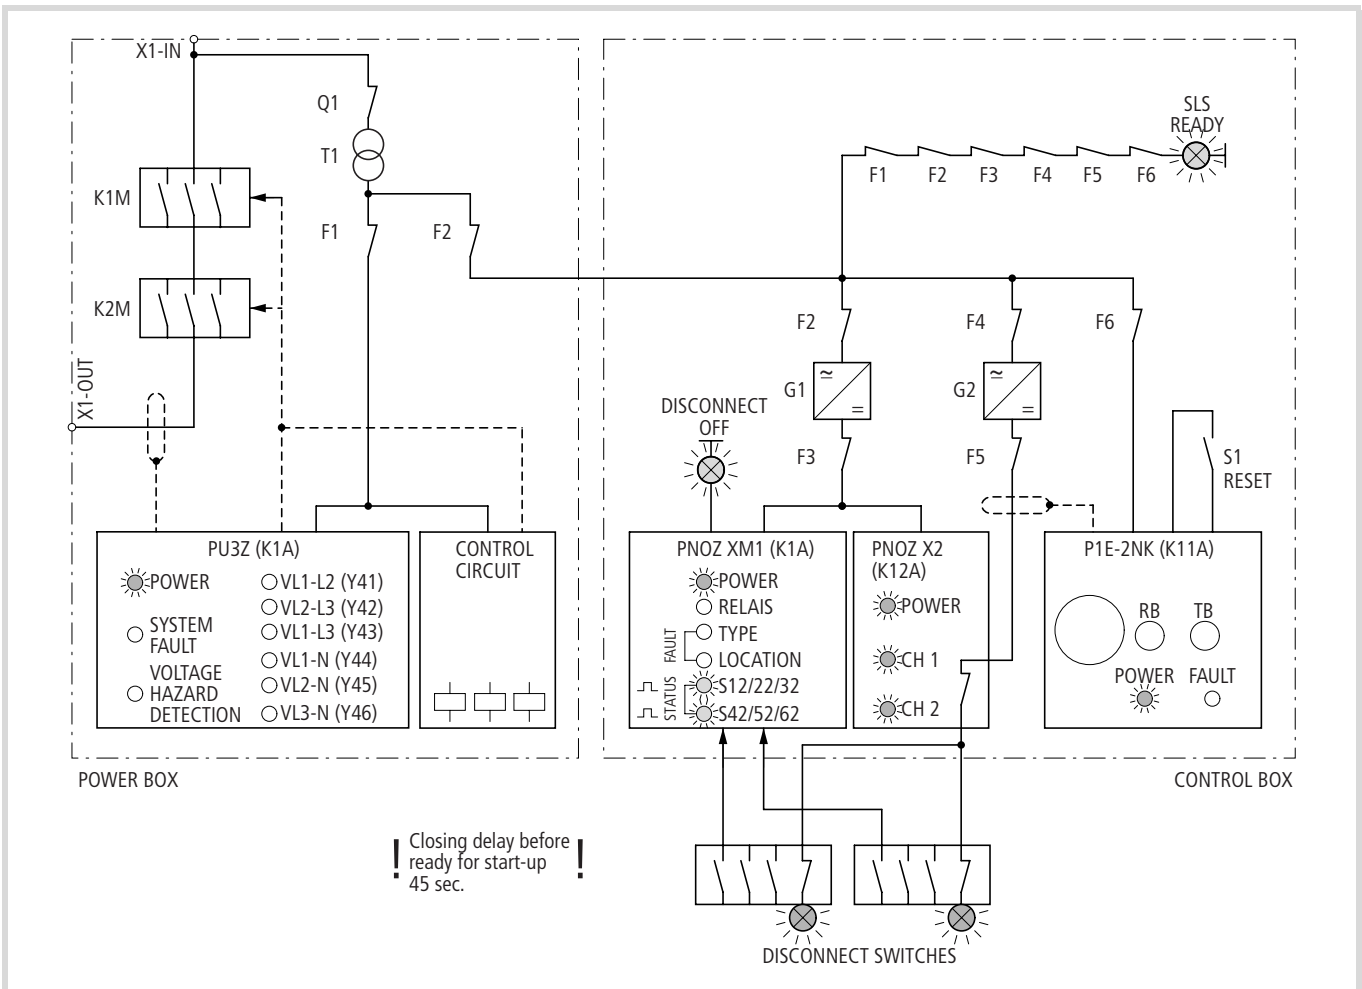 X1-IN
Q1
T1
K1M
F1
F2
K2M
X1-OUT
PU3Z (K1A)
POWER
SYSTEM
FAULT
VOLTAGE
HAZARD
DETECTION
VL1-L2 (Y41)
VL2-L3 (Y42)
VL1-L3 (Y43)
VL1-N (Y44)
VL2-N (Y45)
VL3-N (Y46)
CONTROL
CIRCUIT
POWER BOX
SLS
READY
F1 F2 F3 F4 F5 F6
F2
F4
F6
G1
G2
DISCONNECT
OFF
F3
F5
S1
RESET
PNOZ XM1 (K1A)
POWER
RELAIS
FAULT
TYPE
LOCATION
STATUS
S12/22/32
S42/52/62
PNOZ X2
(K12A)
POWER
CH 1
CH 2
P1E-2NK (K11A)
RB
TB
POWER
FAULT
CONTROL BOX
! Closing delay before !
ready for start-up
45 sec.
DISCONNECT SWITCHES